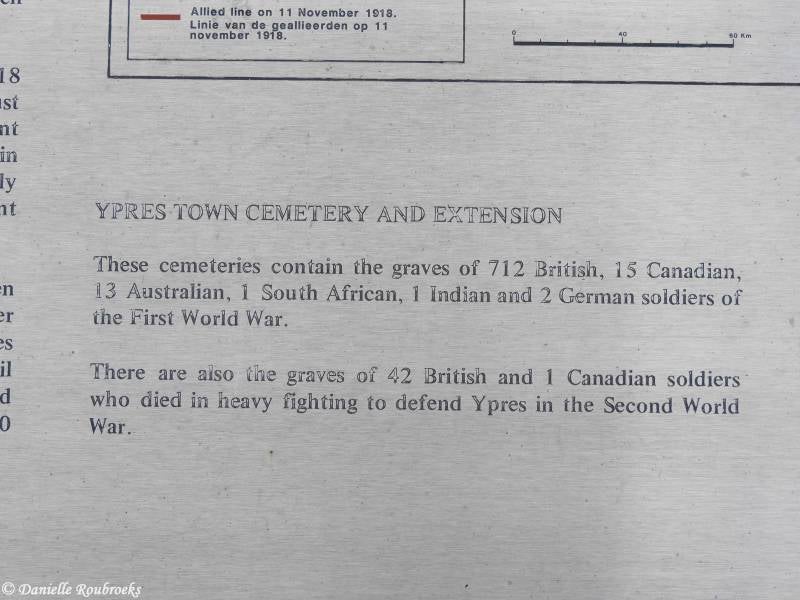 Allied line on 11 November 1918.
Linie van de geallieerden op 11
november 1918.
0 40 80 Km
18
YPRES TOWN CEMETERY AND EXTENSION
These cemeteries contain the graves of 712 British, 15 Canadian,
13 Australian, 1 South African, 1 Indian and 2 German soldiers of
the First World War.
There are also the graves of 42 British and 1 Canadian soldiers
who died in heavy fighting to defend Ypres in the Second World
War.
© Danielle Roubroeks